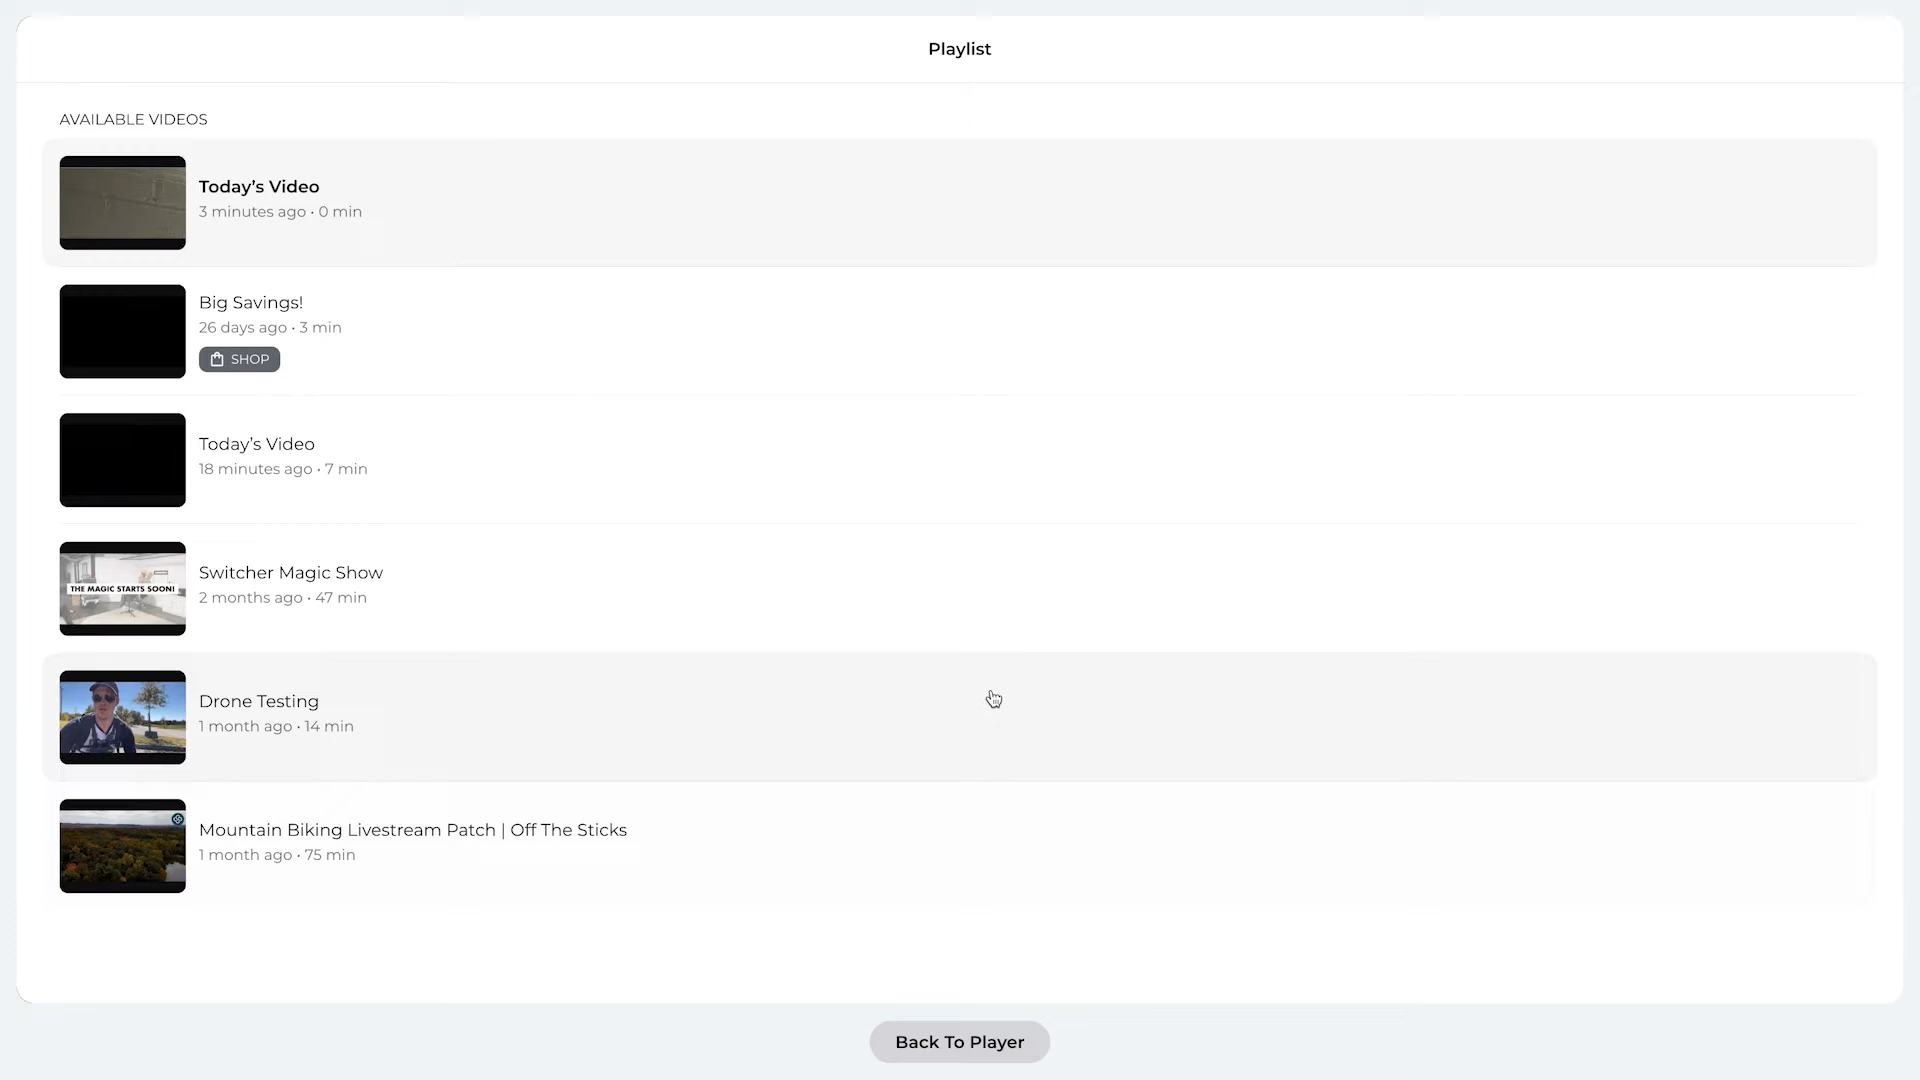 Playlist
AVAILABLE VIDEOS
Today’s Video
3 minutes ago • 0 min
Big Savings!
26 days ago • 3 min
SHOP
Today’s Video
18 minutes ago • 7 min
THE MAGIC STARTS SOON!
Switcher Magic Show
2 months ago • 47 min
Drone Testing
1 month ago • 14 min
Mountain Biking Livestream Patch | Off The Sticks
1 month ago • 75 min
Back To Player